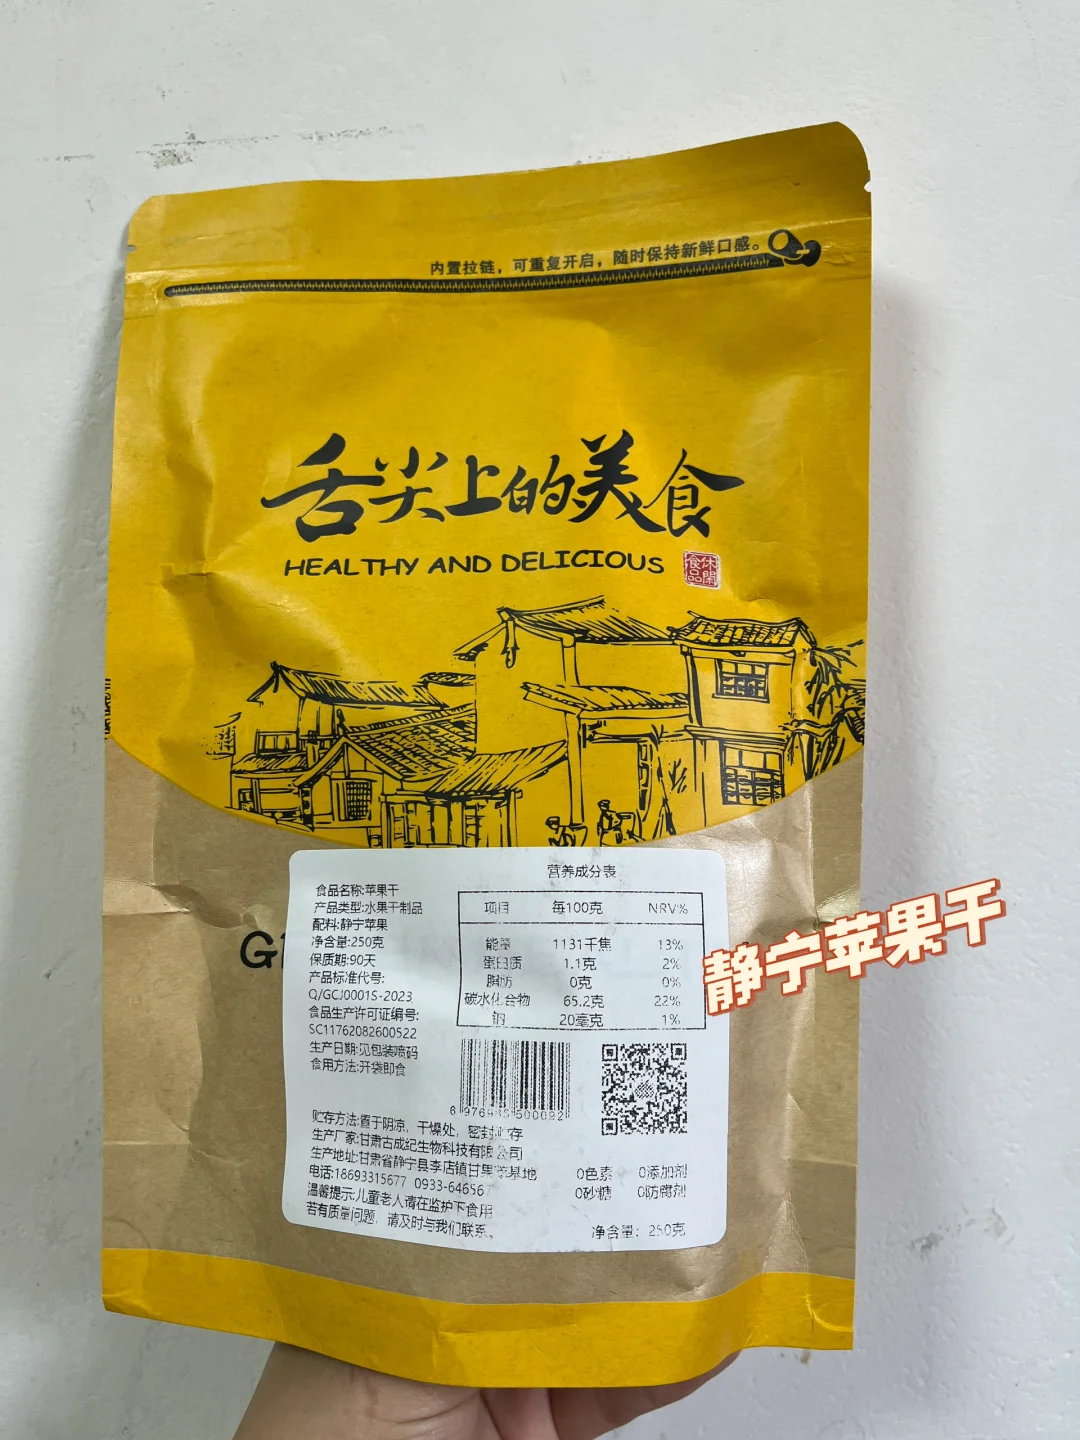 内置拉链，可重复开启，随时保持新鲜口感。
舌尖上的美食
HEALTHY AND DELICIOUS
休闲
食品
G
营养成分表
食品名称:苹果干
产品类型:水果干制品
配料:静宁苹果
净含量:250克
保质期:90天
产品标准代号:
Q/GCJ0001S-2023
食品生产许可证编号:
SC11762082600522
生产日期:见包装喷码
食用方法:开袋即食
项目 每100克 NRV%
能量 1131千焦 13%
蛋白质 1.1克 2%
脂肪 0克 0%
碳水化合物 65.2克 22%
钠 20毫克 1%
贮存方法:置于阴凉，干燥处，密封贮存
生产厂家:甘肃古成纪生物科技有限公司
生产地址:甘肃省静宁县李店镇甘果 基地
电话:18693315677 0933-646567
温馨提示:儿童老人请在监护下食用
若有质量问题，请及时与我们联系。
0色素 0添加剂
0砂糖 0防腐剂
净含量：250克
静宁苹果干